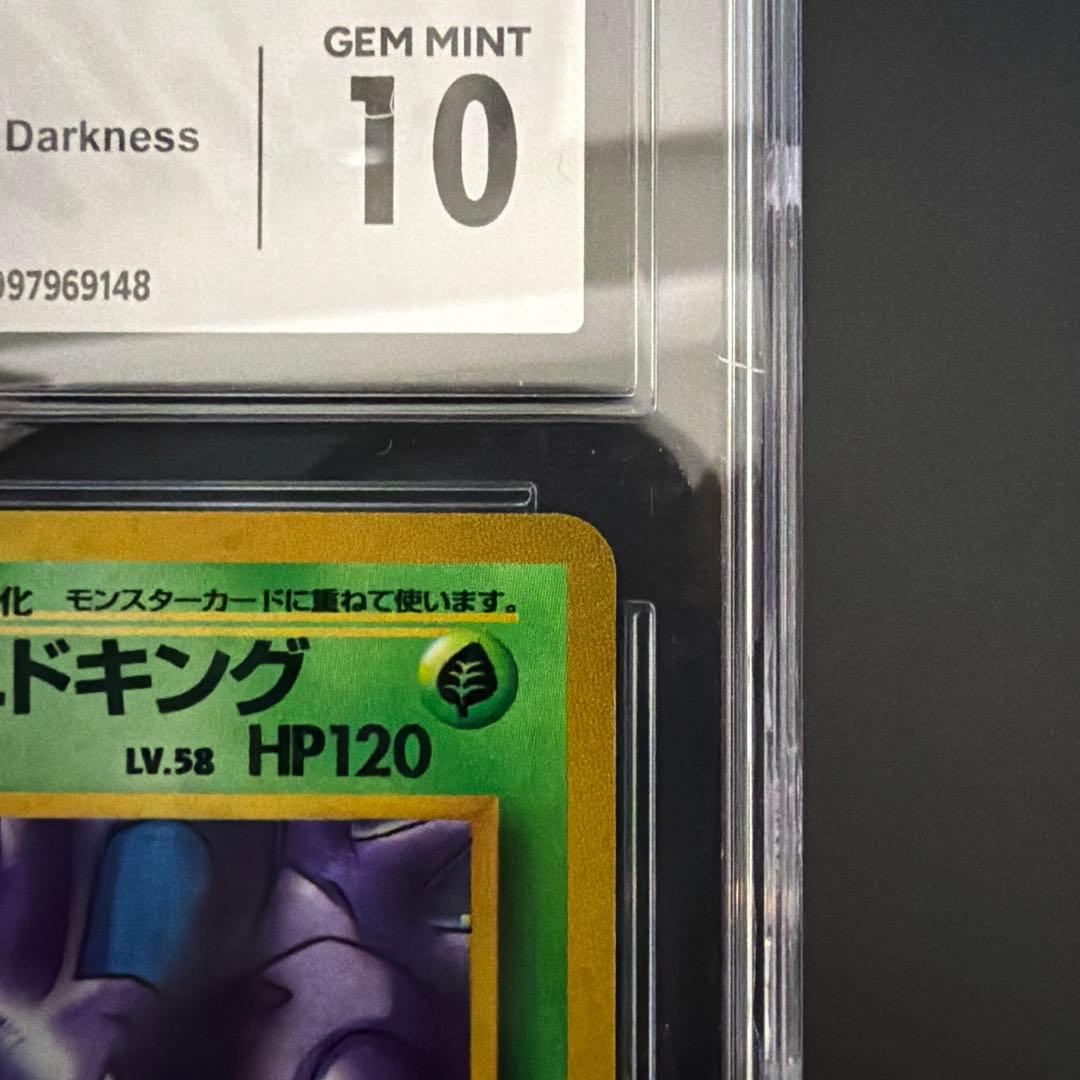 GEM MINT
10
Darkness
97969148
化 モンスターカードに重ねて使います。
ドキング
LV.58 HP120